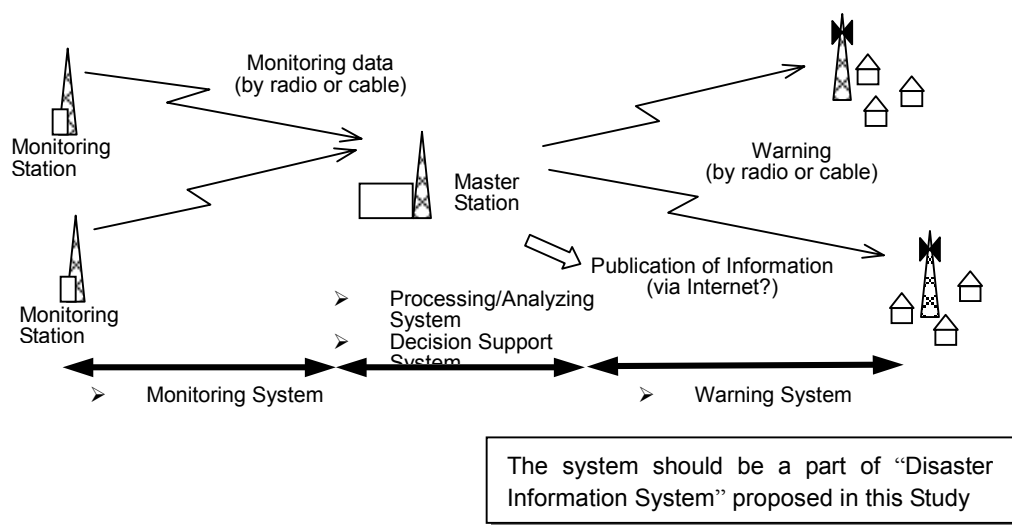 Monitoring data
(by radio or cable)
Monitoring
Station
Master
Station
Warning
(by radio or cable)
Publication of Information
(via Internet?)
Monitoring
Station
➢ Processing/Analyzing
System
➢ Decision Support
System
➢ Monitoring System
➢ Warning System
The system should be a part of “Disaster
Information System” proposed in this Study